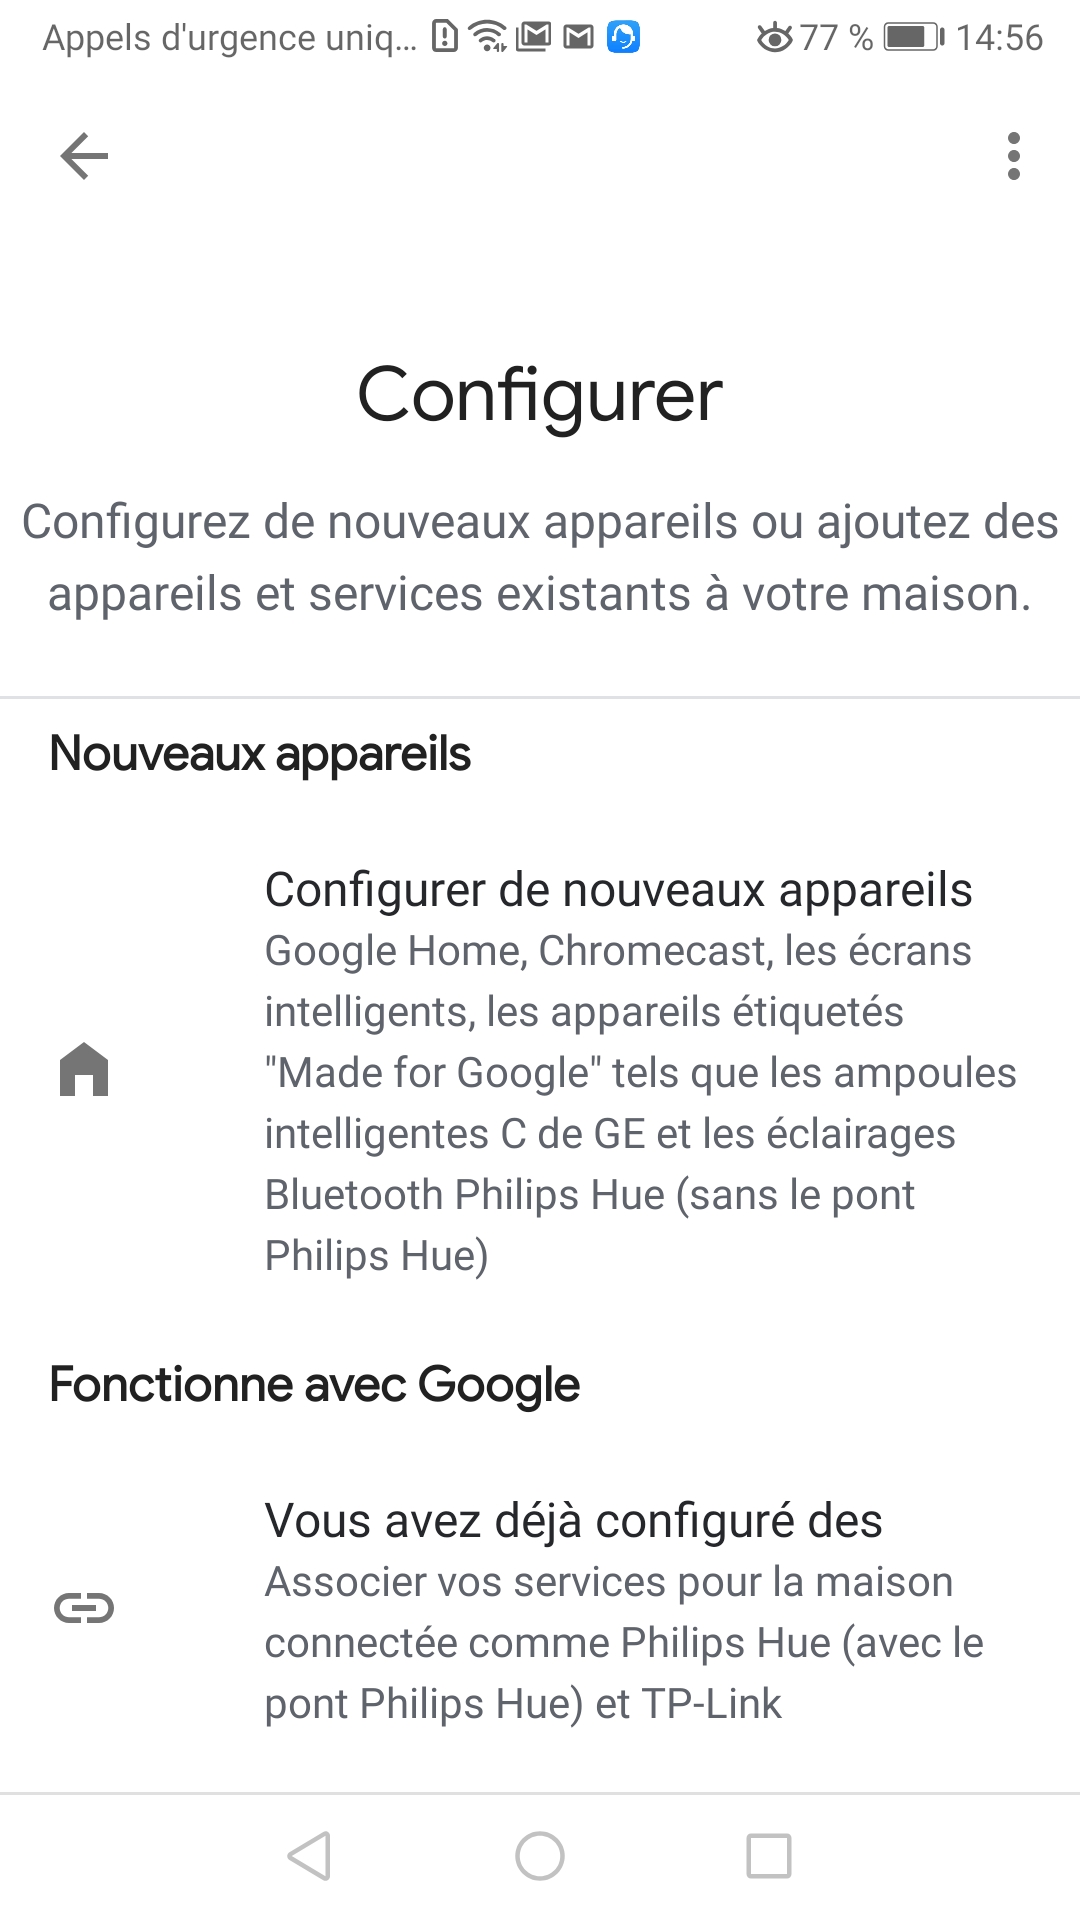 Appels d'urgence uniq... 77 % 14:56
Configurer
Configurez de nouveaux appareils ou ajoutez des
appareils et services existants à votre maison.
Nouveaux appareils
Configurer de nouveaux appareils
Google Home, Chromecast, les écrans
intelligents, les appareils étiquetés
"Made for Google" tels que les ampoules
intelligentes C de GE et les éclairages
Bluetooth Philips Hue (sans le pont
Philips Hue)
Fonctionne avec Google
Vous avez déjà configuré des
Associer vos services pour la maison
connectée comme Philips Hue (avec le
pont Philips Hue) et TP-Link